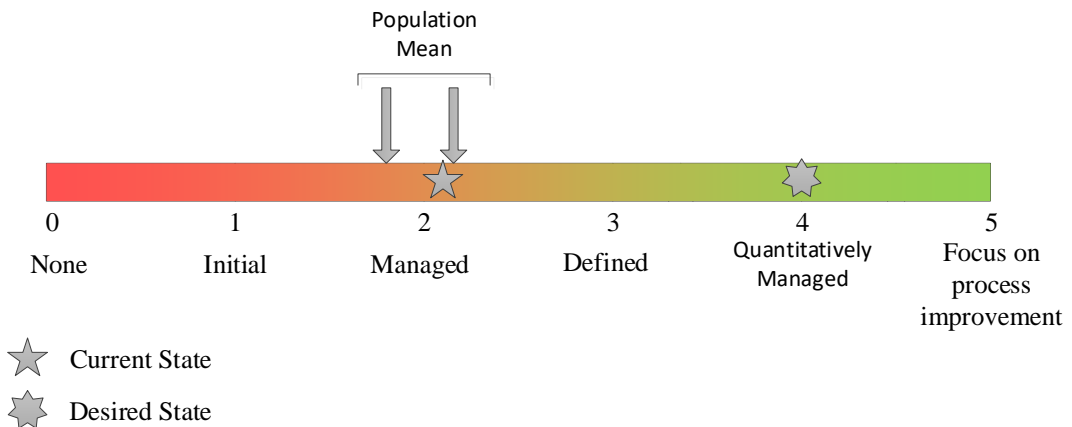 Population
Mean
0 1 2 3 4 5
None Initial Managed Defined Quantitatively
Managed Focus on
process
improvement
Current State
Desired State